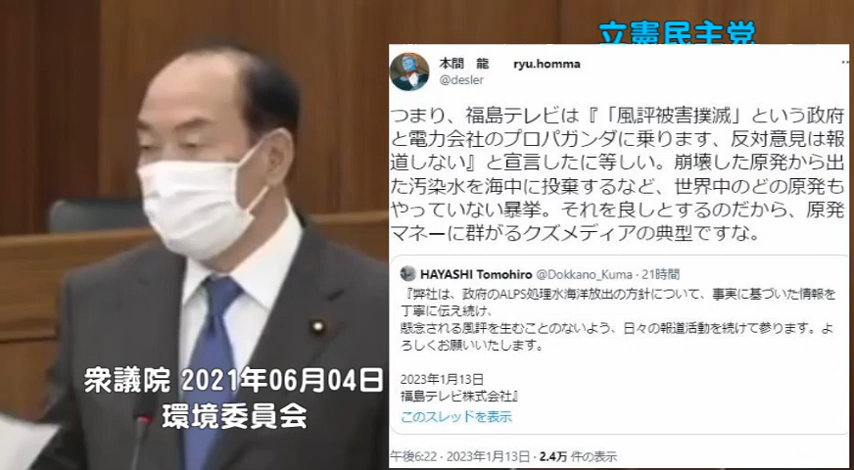 立憲民主党
本間 龍 ryu.homma
@desler
つまり、福島テレビは『「風評被害撲滅」という政府
と電力会社のプロパガンダに乗ります、反対意見は報
道しない』と宣言したに等しい。崩壊した原発から出
た汚染水を海中に投棄するなど、世界中のどの原発も
やっていない暴挙。それを良しとするのだから、原発
マネーに群がるクズメディアの典型ですな。
HAYASHI Tomohiro @Dokkano_Kuma · 21時間
『弊社は、政府のALPS処理水海洋放出の方針について、事実に基づいた情報を
丁寧に伝え続け、
懸念される風評を生むことのないよう、日々の報道活動を続けて参ります。よ
ろしくお願いいたします。
2023年1月13日
福島テレビ株式会社』
このスレッドを表示
午後6:22 · 2023年1月13日 · 2.4万 件の表示
衆議院 2021年06月04日
環境委員会